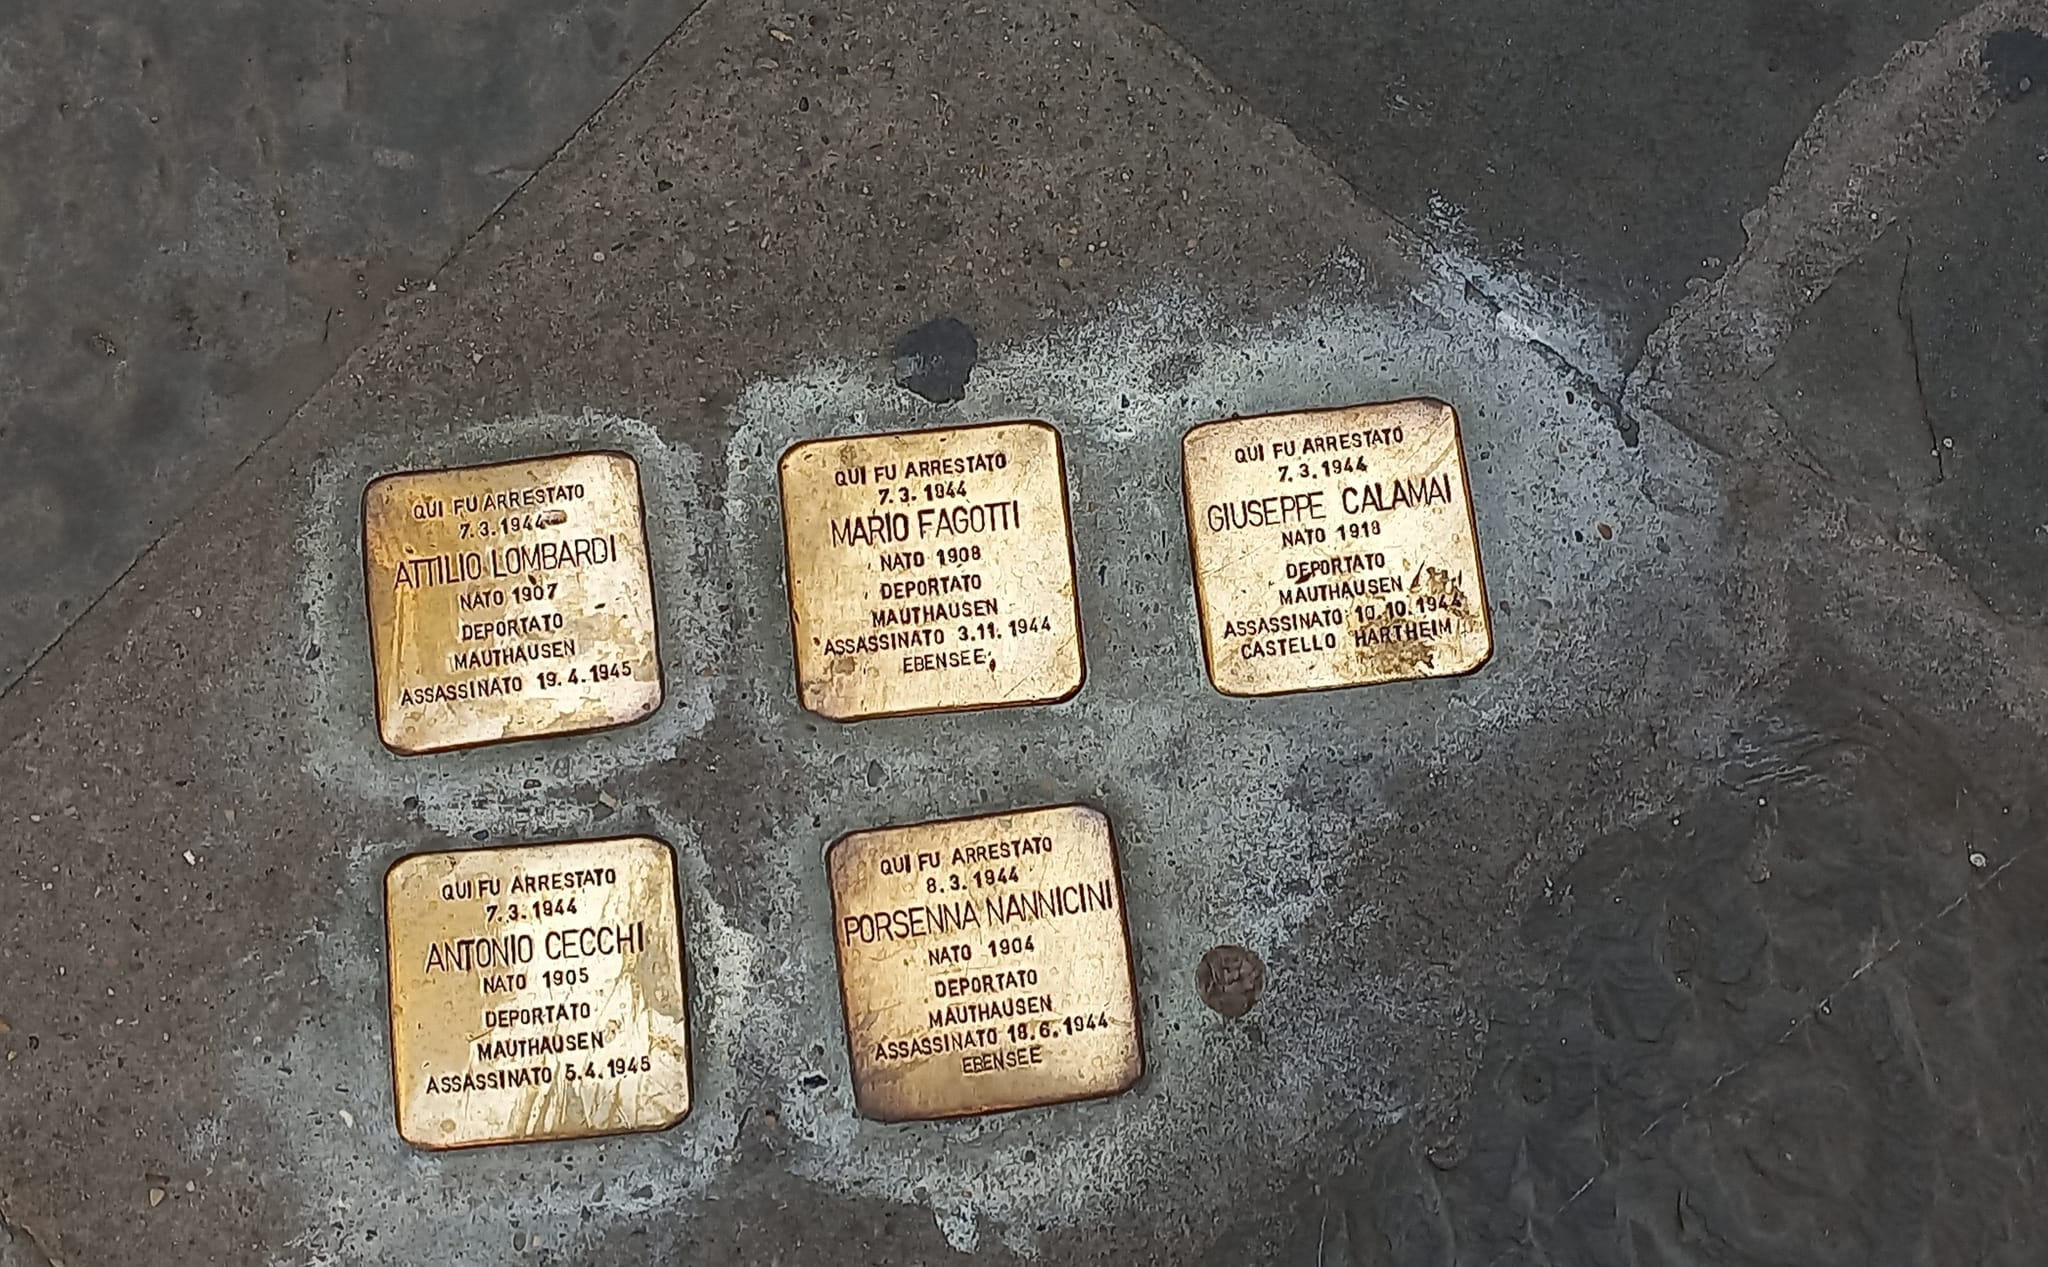 QUI FU ARRESTATO
7.3.1944
ATTILIO LOMBARDI
NATO 1907
DEPORTATO
MAUTHAUSEN
ASSASSINATO 19.4.1945
QUI FU ARRESTATO
7.3.1944
MARIO FAGOTTI
NATO 1908
DEPORTATO
MAUTHAUSEN
ASSASSINATO 3.11.1944
EBENSEE
QUI FU ARRESTATO
7.3.1944
GIUSEPPE CALAMAI
NATO 1918
DEPORTATO
MAUTHAUSEN
ASSASSINATO 10.10.1944
CASTELLO HARTHEIM
QUI FU ARRESTATO
7.3.1944
ANTONIO CECCHI
NATO 1905
DEPORTATO
MAUTHAUSEN
ASSASSINATO 5.4.1945
QUI FU ARRESTATO
8.3.1944
PORSENNA NANNICINI
NATO 1904
DEPORTATO
MAUTHAUSEN
ASSASSINATO 18.6.1944
EBENSEE